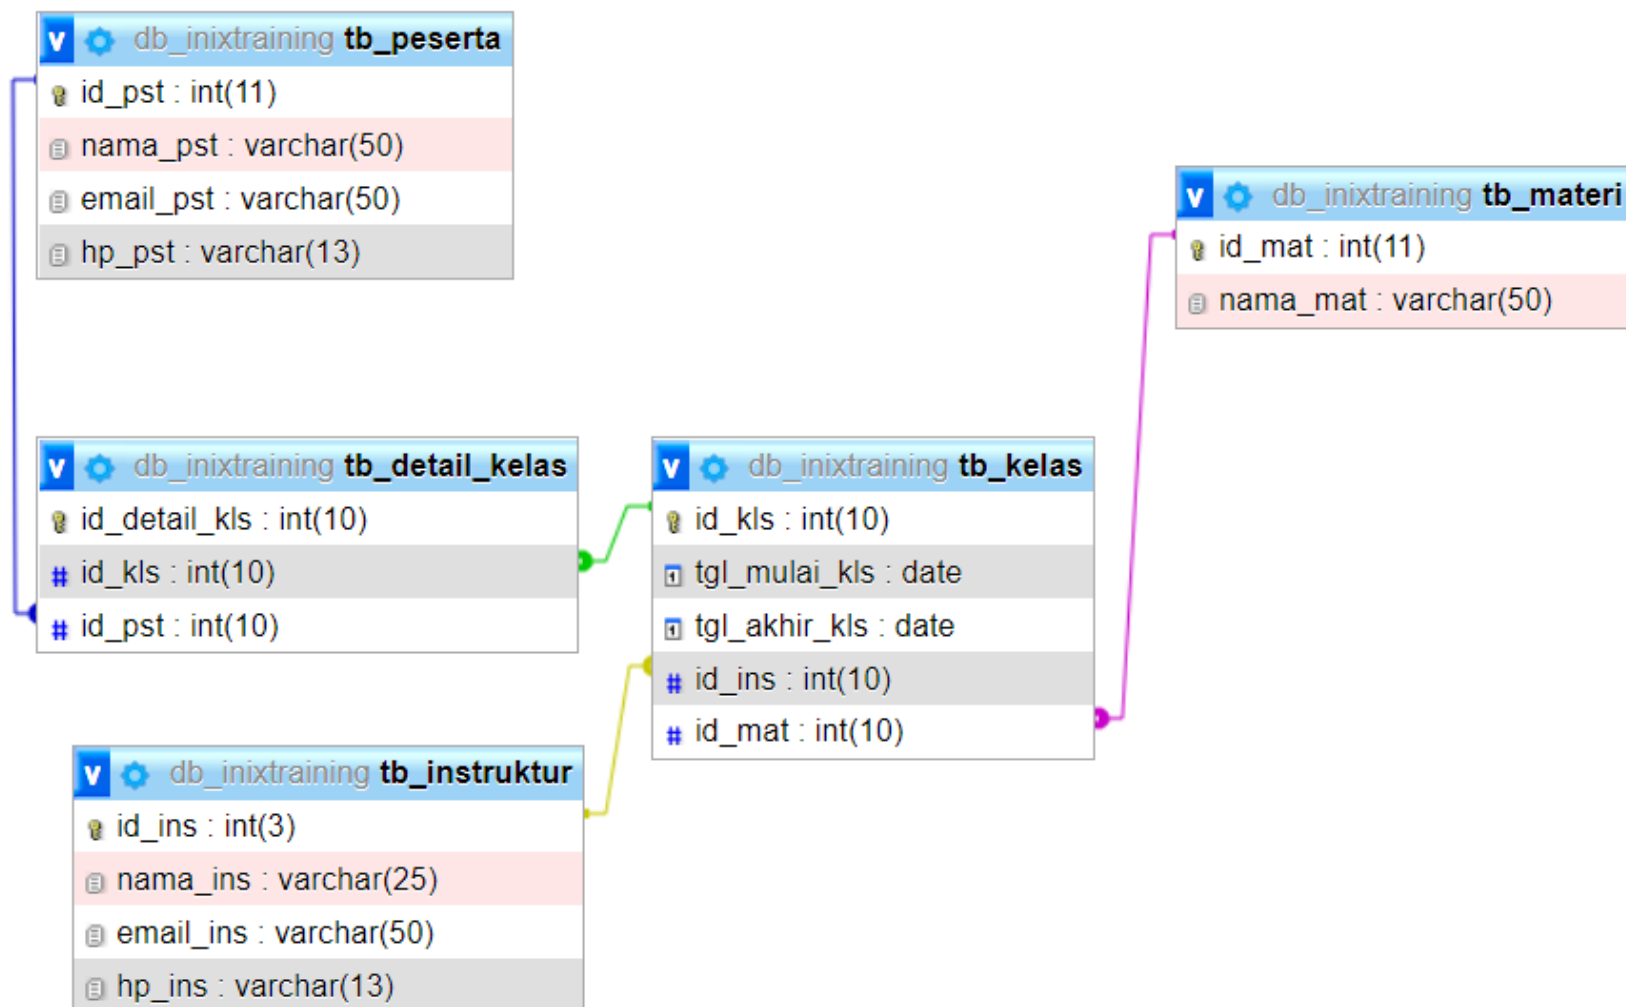 v db_inixtraining tb_peserta
id_pst : int(11)
nama_pst : varchar(50)
email_pst : varchar(50)
hp_pst : varchar(13)
v db_inixtraining tb_materi
id_mat : int(11)
nama_mat : varchar(50)
v db_inixtraining tb_detail_kelas
id_detail_kls : int(10)
# id_kls : int(10)
# id_pst : int(10)
v db_inixtraining tb_kelas
id_kls : int(10)
tgl_mulai_kls : date
tgl_akhir_kls : date
# id_ins : int(10)
# id_mat : int(10)
v db_inixtraining tb_instruktur
id_ins : int(3)
nama_ins : varchar(25)
email_ins : varchar(50)
hp_ins : varchar(13)